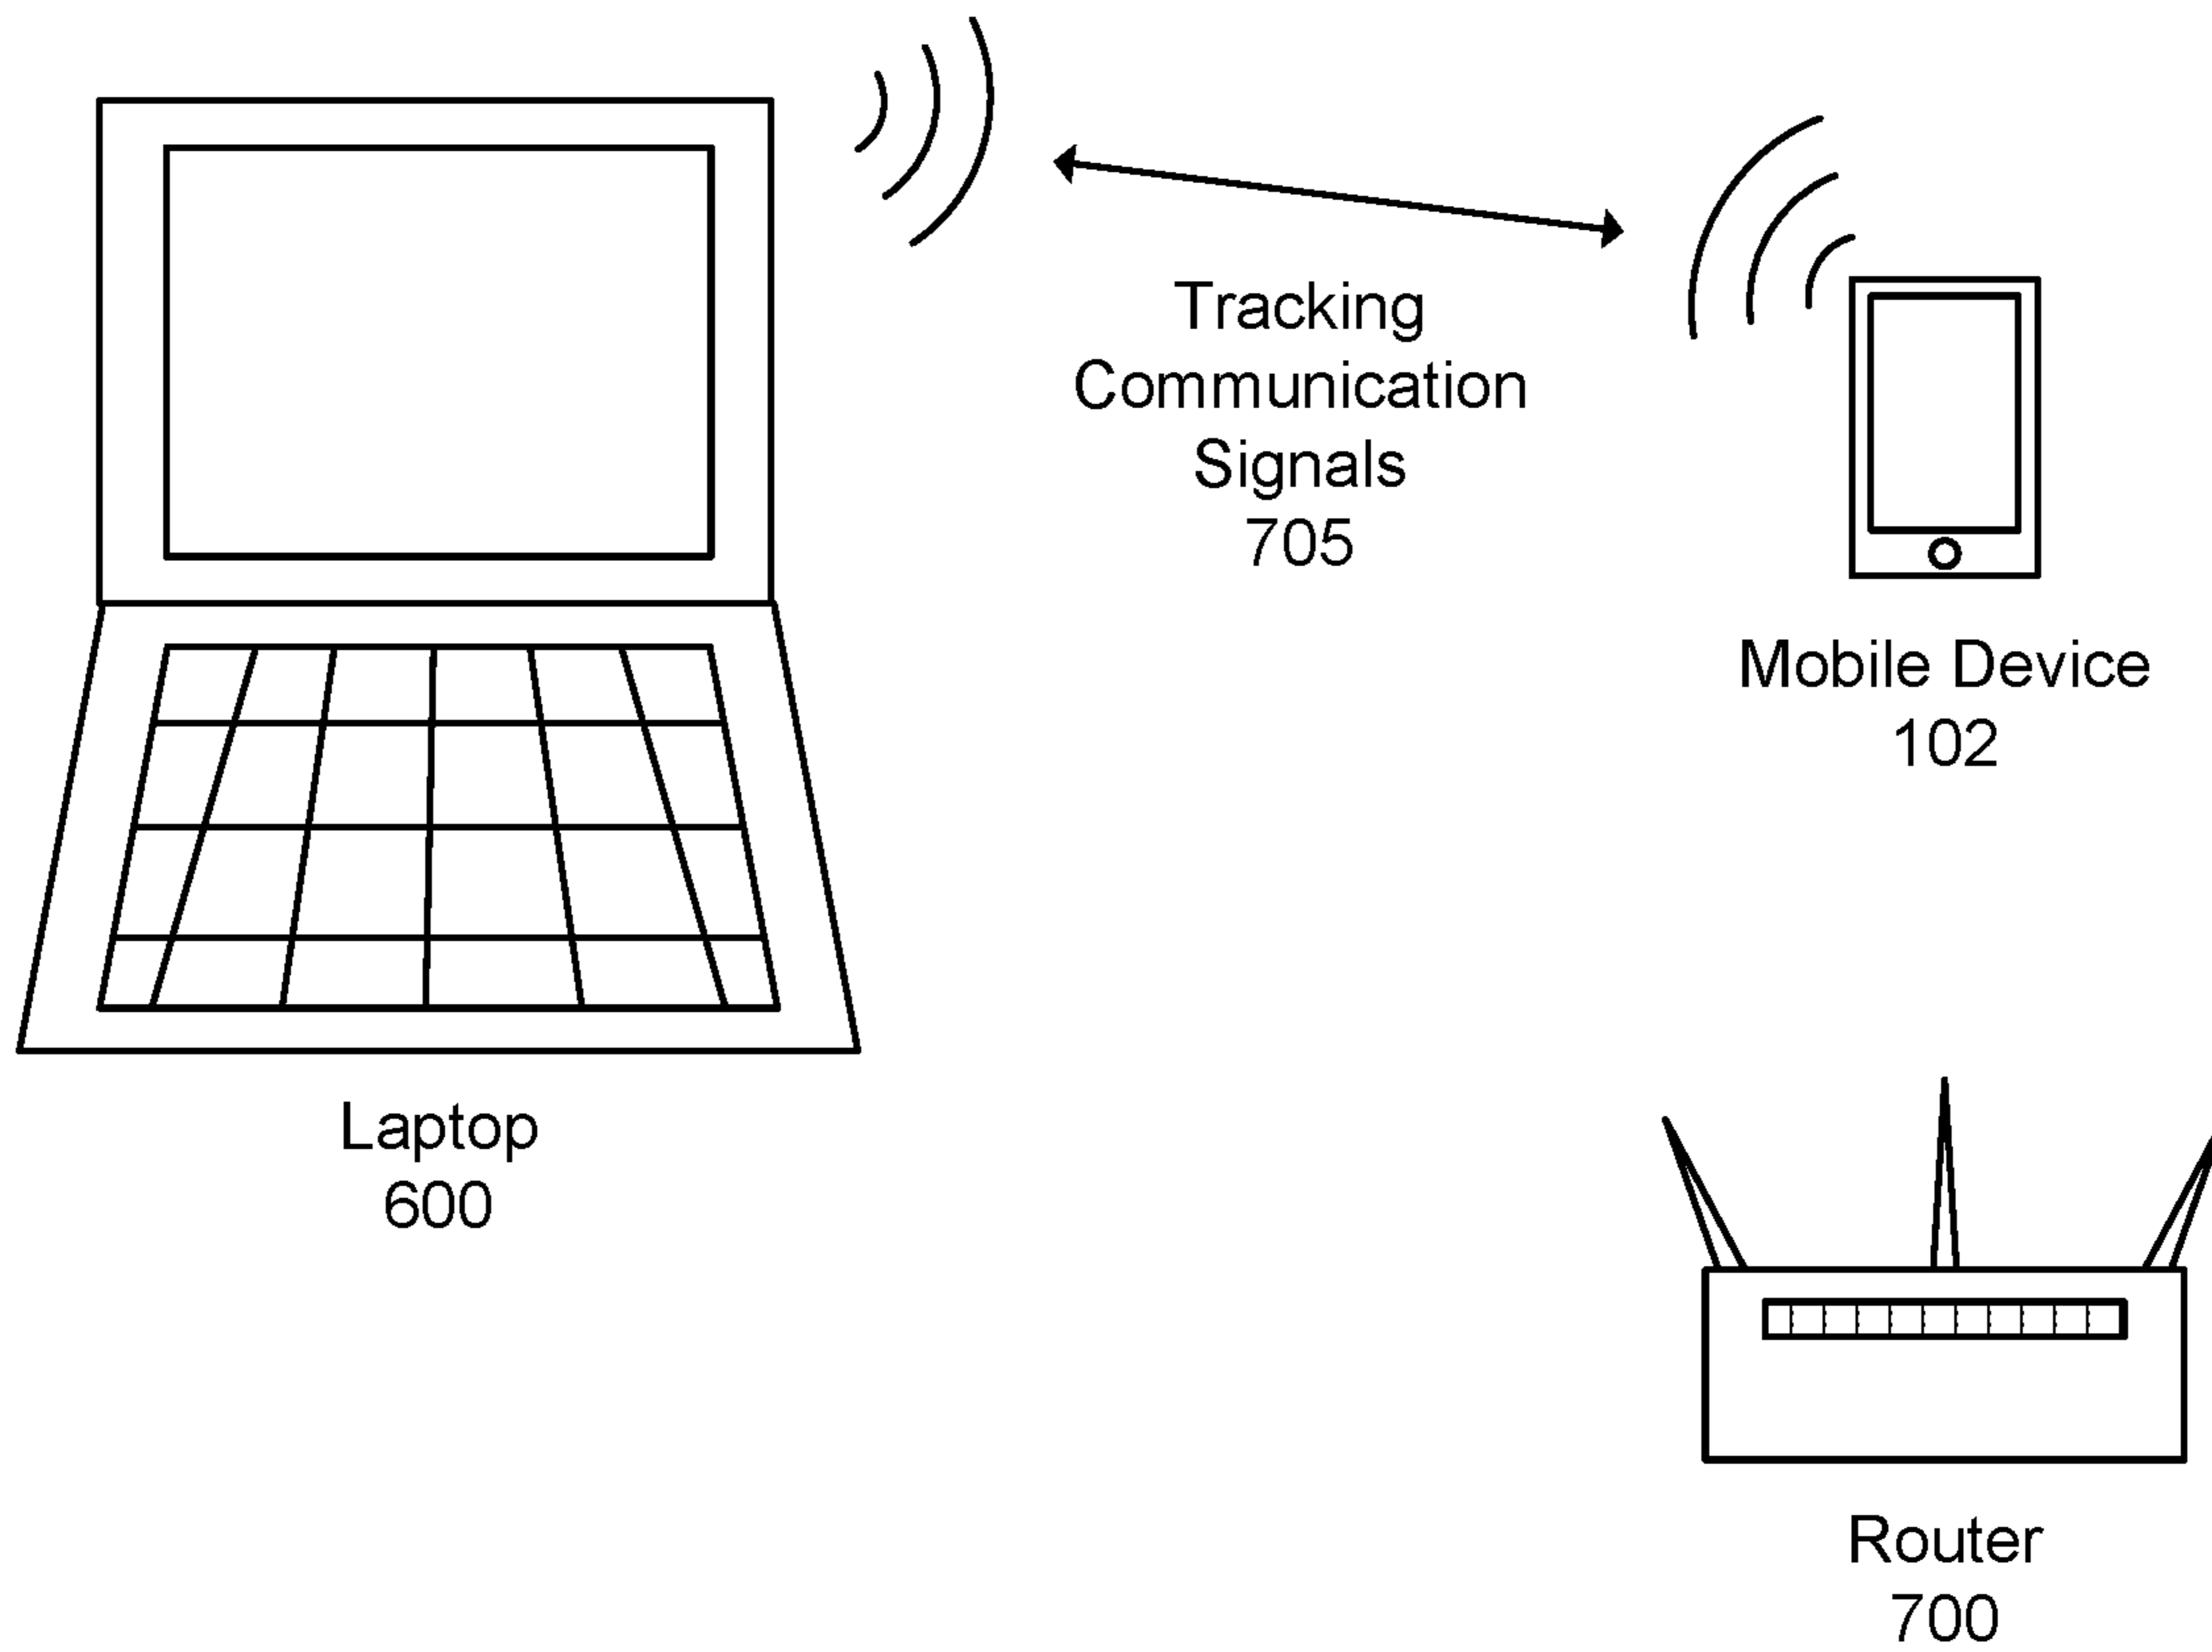 Tracking
Communication
Signals
705
Mobile Device
102
Laptop
600
Router
700